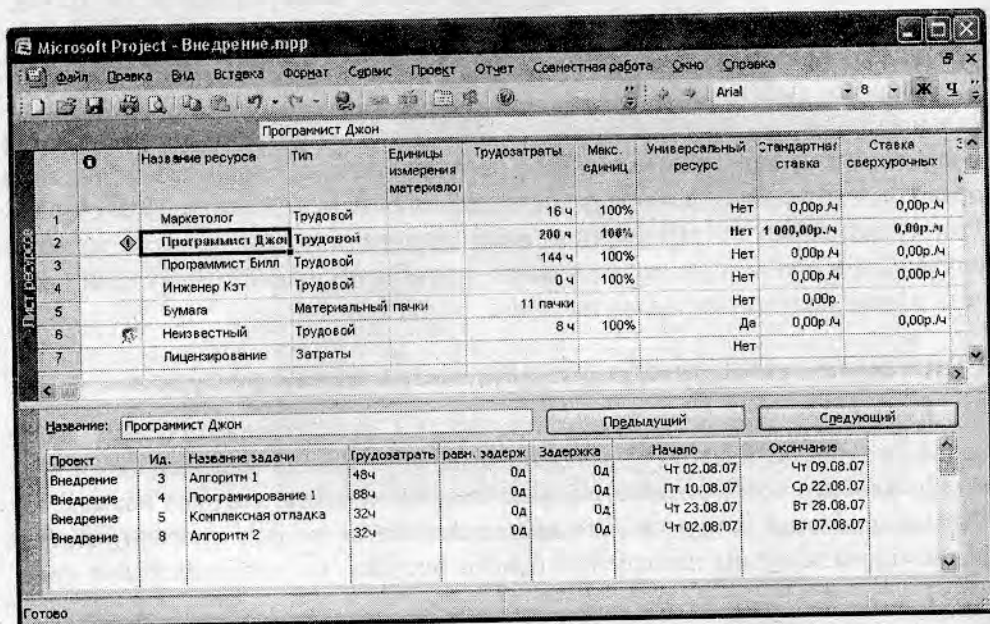 Microsoft Project - Внедрение.mpp
Файл Правка Вид Вставка Формат Сервис Проект Отчет Совместная работа Окно Справка
Arial 8 Ж Ч
Программист Джон
Название ресурса Тип Единицы измерения материалог Трудозатраты Макс. единиц Универсальный ресурс Стандартная ставка Ставка сверхурочных
1 Маркетолог Трудовой 16 ч 100% Нет 0,00р./ч 0,00р./ч
2 Программист Джон Трудовой 200 ч 100% Нет 1 000,00р./ч 0,00р./ч
3 Программист Билл Трудовой 144 ч 100% Нет 0,00р./ч 0,00р./ч
4 Инженер Кэт Трудовой 0 ч 100% Нет 0,00р./ч 0,00р./ч
5 Бумага Материальный пачки 11 пачки Нет 0,00р.
6 Неизвестный Трудовой 8 ч 100% Да 0,00р./ч 0,00р./ч
7 Лицензирование Затраты Нет
Лист ресурсов
Название: Программист Джон Предыдущий Следующий
Проект Ид. Название задачи Трудозатрать равн. задерж Задержка Начало Окончание
Внедрение 3 Алгоритм 1 48ч 0д 0д Чт 02.08.07 Чт 09.08.07
Внедрение 4 Программирование 1 88ч 0д 0д Пт 10.08.07 Ср 22.08.07
Внедрение 5 Комплексная отладка 32ч 0д 0д Чт 23.08.07 Вт 28.08.07
Внедрение 8 Алгоритм 2 32ч 0д 0д Чт 02.08.07 Вт 07.08.07
Готово